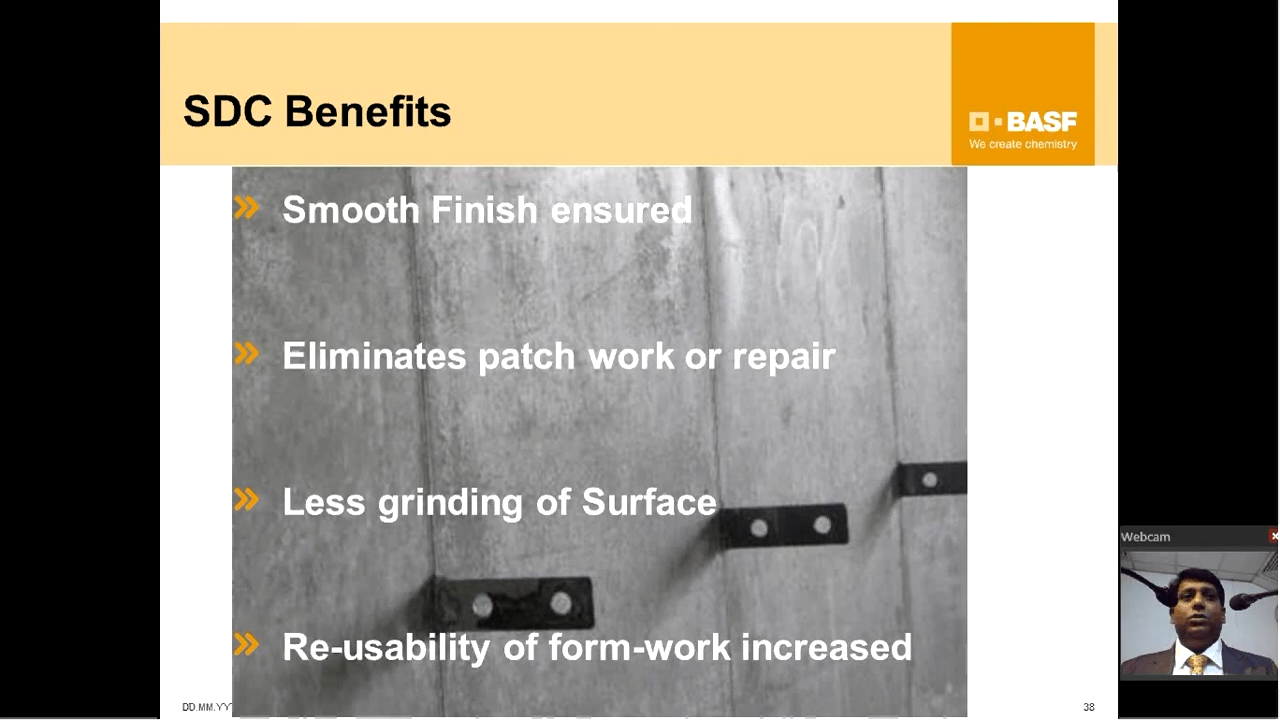 SDC Benefits
BASF
We create chemistry
» Smooth Finish ensured
» Eliminates patch work or repair
» Less grinding of Surface
» Re-usability of form-work increased
DD.MM.YY
38
Webcam